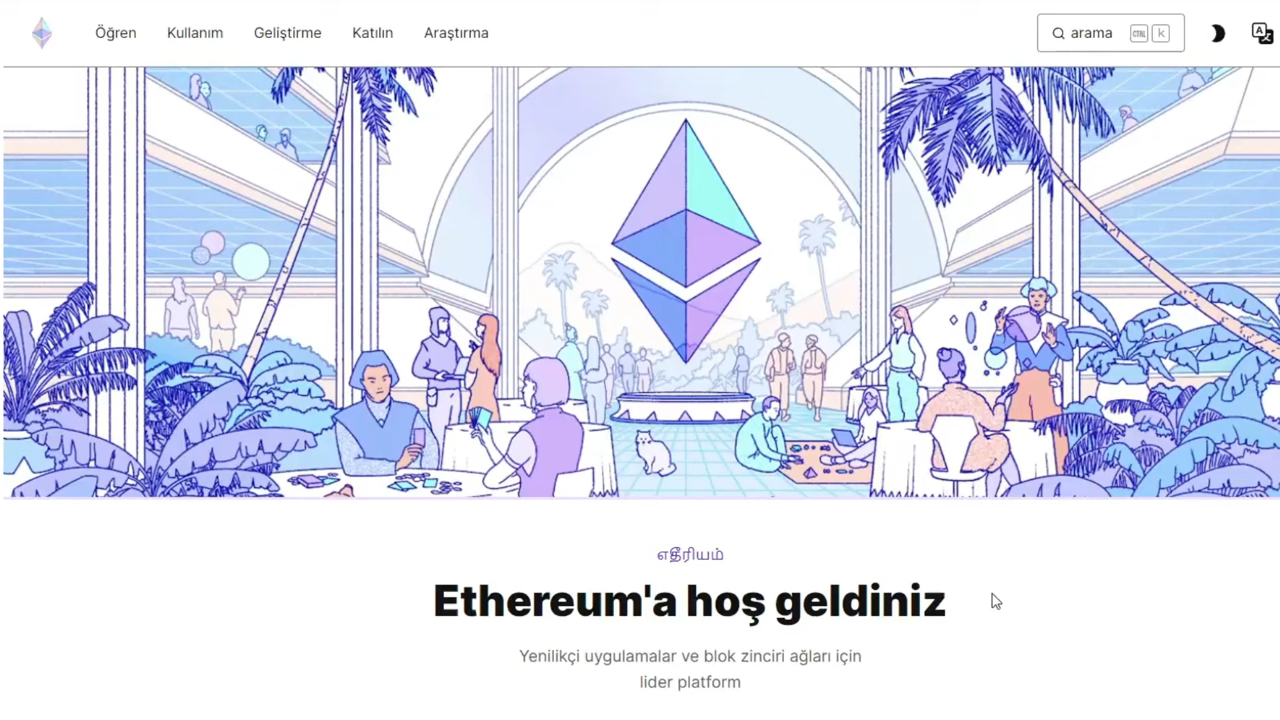 Öğren Kullanım Geliştirme Katılın Araştırma arama CTRL k
எதீரியம்
Ethereum'a hoş geldiniz
Yenilikçi uygulamalar ve blok zinciri ağları için
lider platform